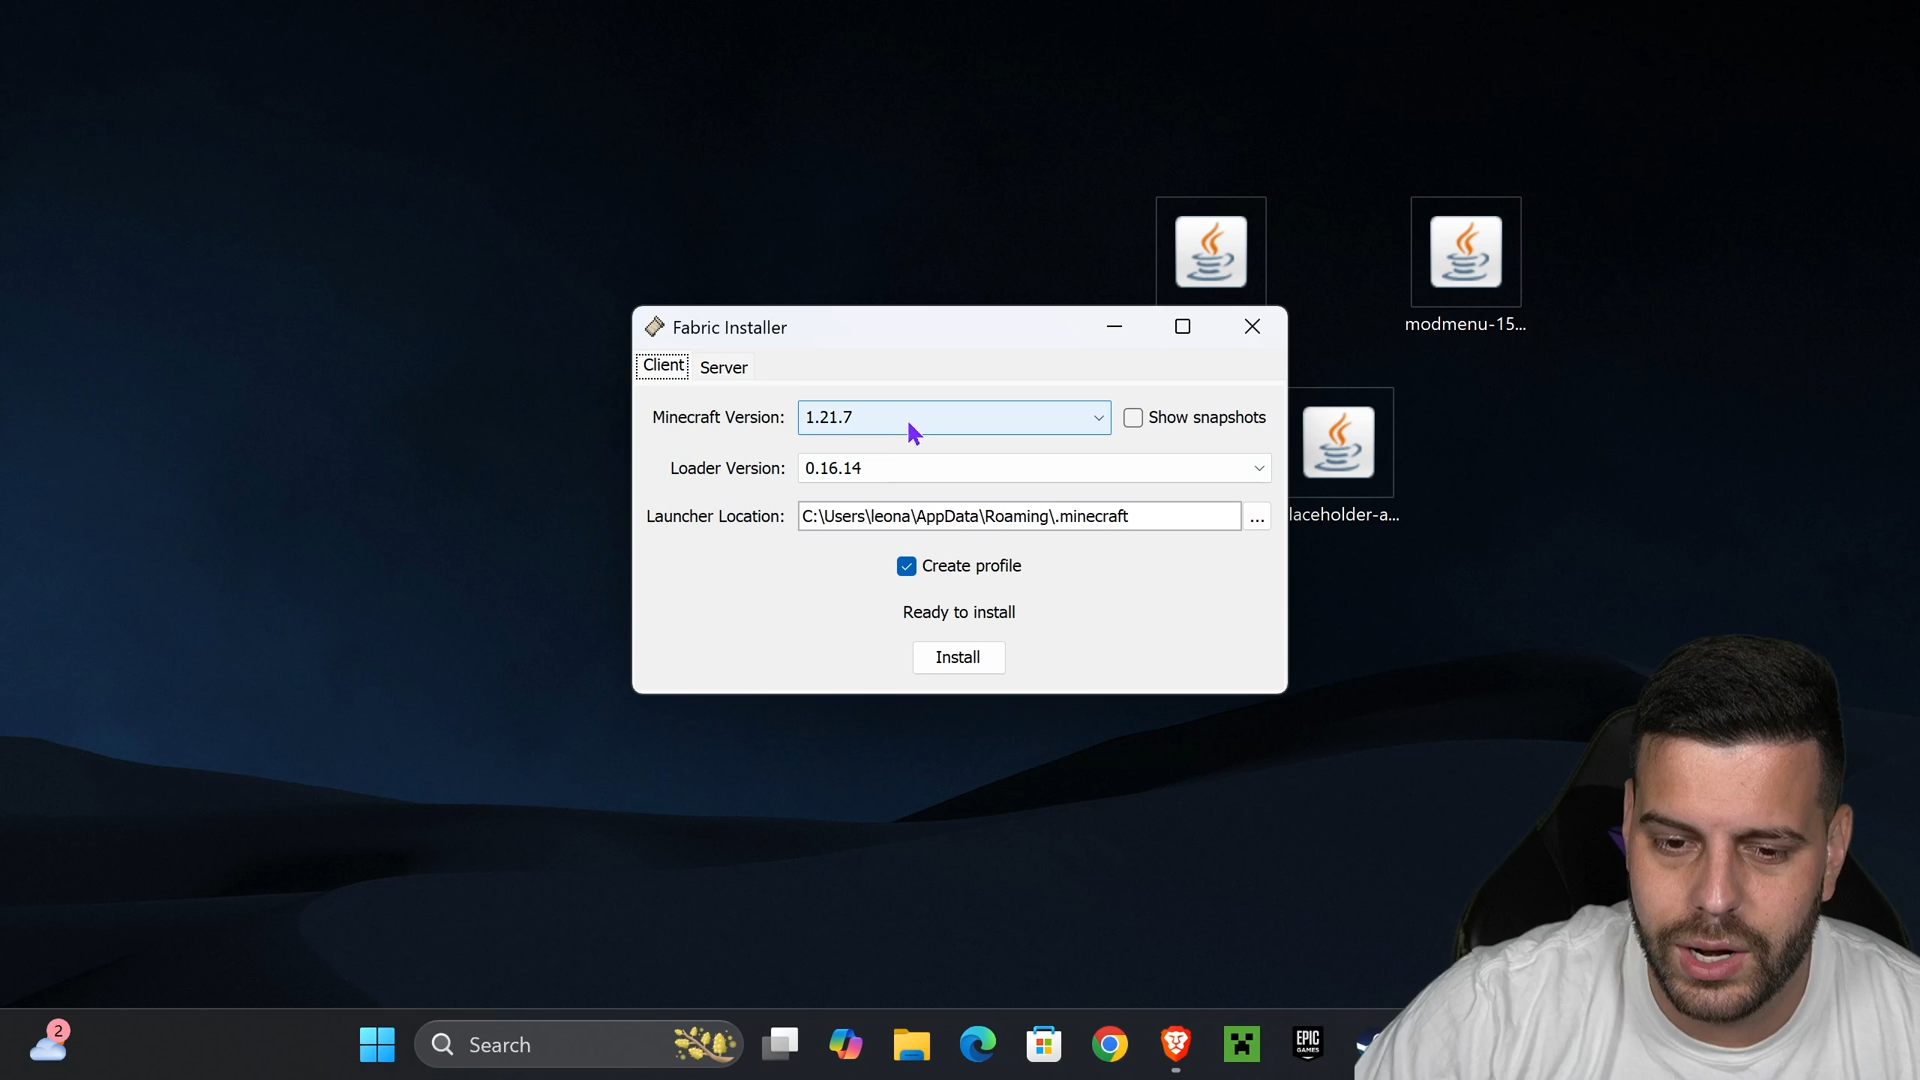 modmenu-15...
Fabric Installer
Client
Server
Minecraft Version:
1.21.7
Show snapshots
Loader Version:
0.16.14
Launcher Location:
C:\Users\leona\AppData\Roaming\.minecraft
...
laceholder-a...
Create profile
Ready to install
Install
2
Search
EPIC
GAMES